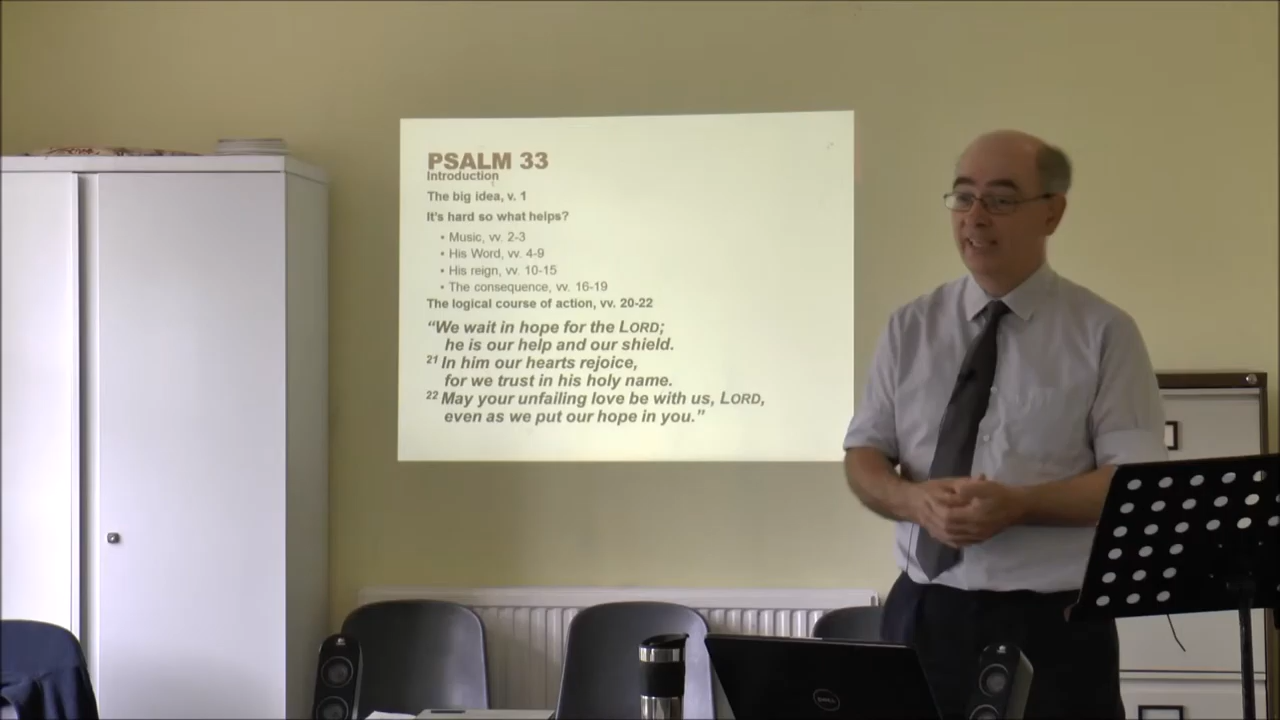 PSALM 33
Introduction
The big idea, v. 1
It's hard so what helps?
• Music, vv. 2-3
• His Word, vv. 4-9
• His reign, vv. 10-15
• The consequence, vv. 16-19
The logical course of action, vv. 20-22
“We wait in hope for the LORD;
he is our help and our shield.
21 In him our hearts rejoice,
for we trust in his holy name.
22 May your unfailing love be with us, LORD,
even as we put our hope in you.”
DELL